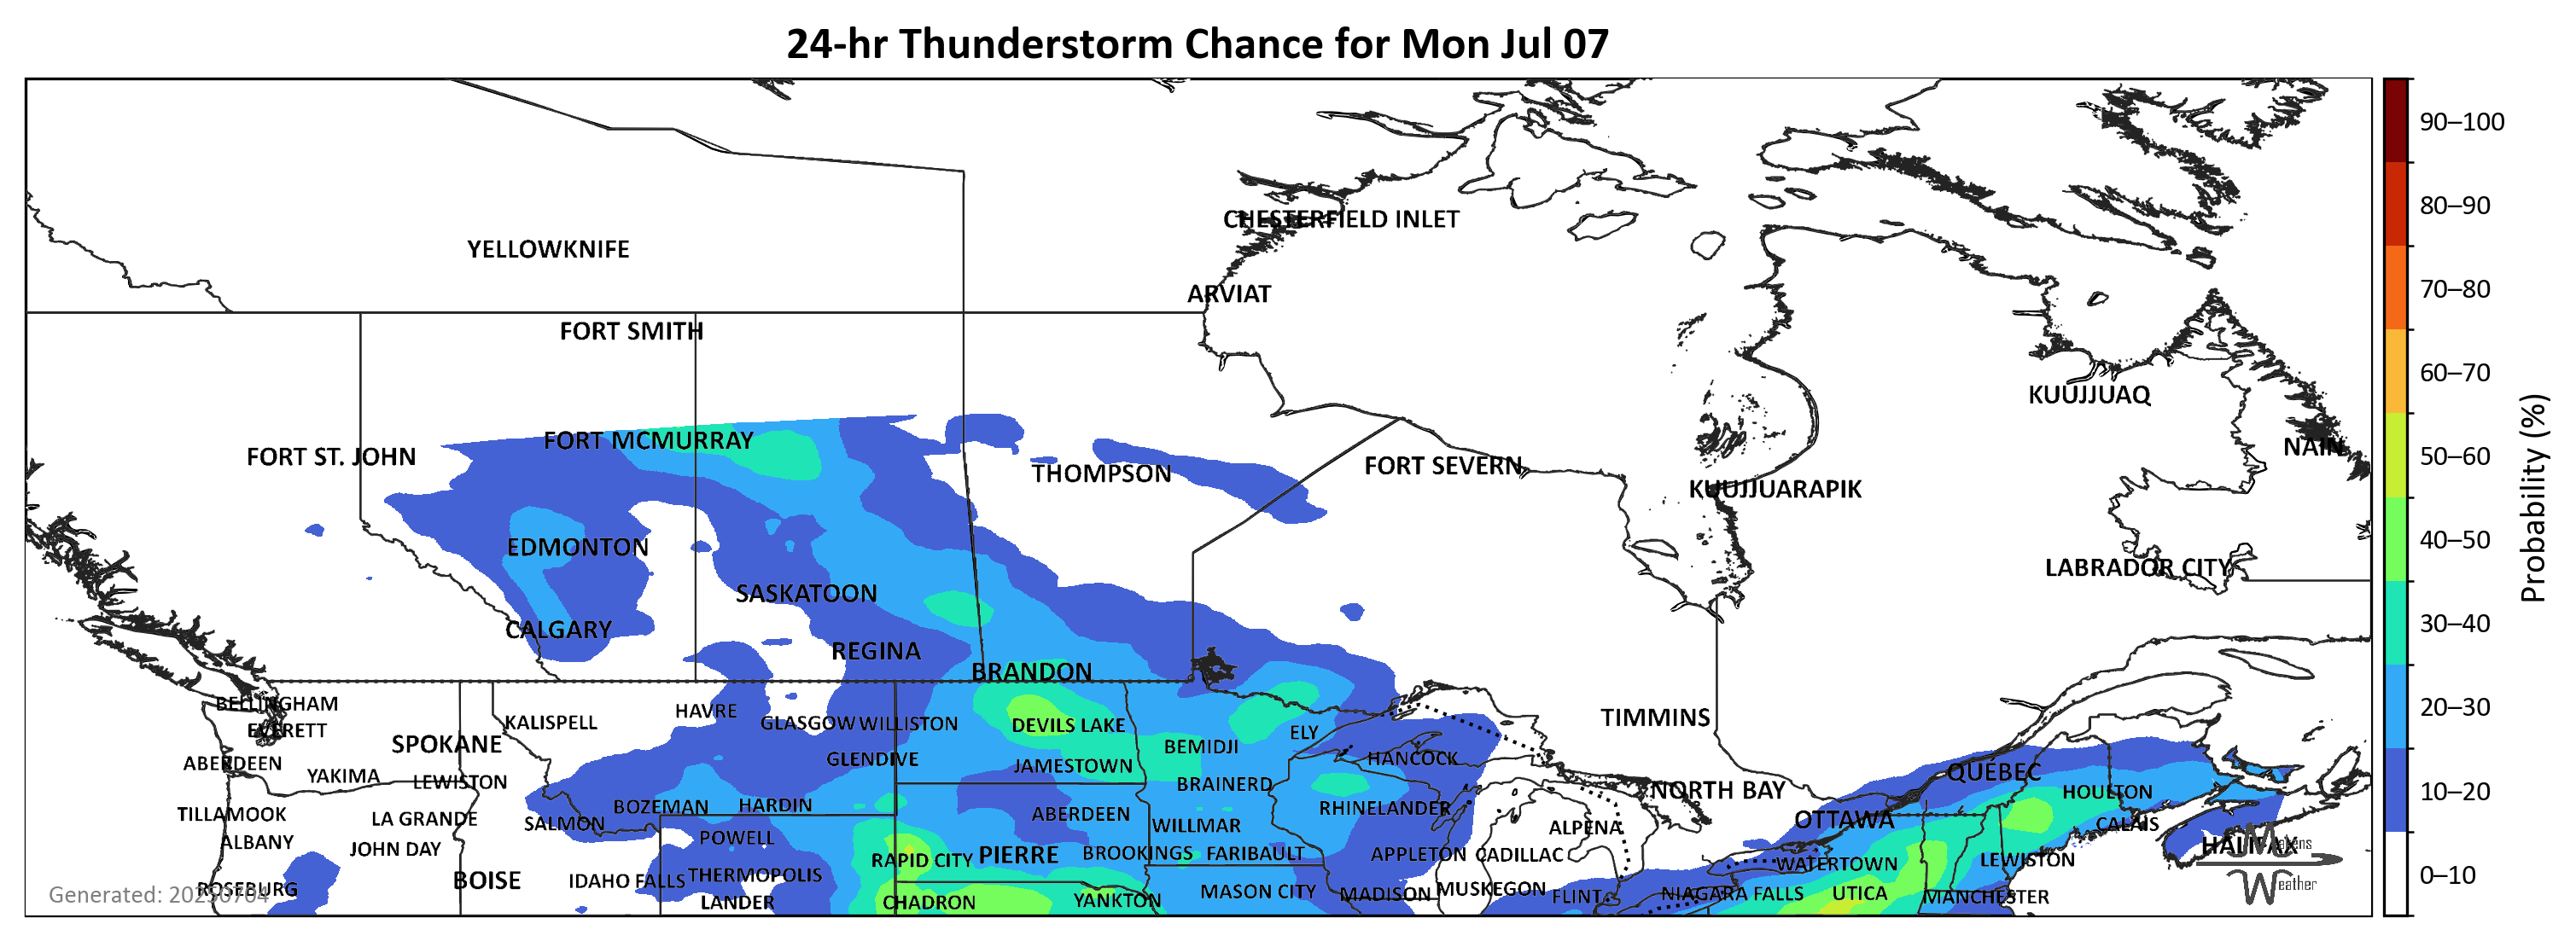 24-hr Thunderstorm Chance for Mon Jul 07
90–100
80–90
CHESTERFIELD INLET
YELLOWKNIFE
70–80
ARVIAT
FORT SMITH
60–70
KUUJJUAQ
FORT MCMURRAY
NAIN
50–60
FORT ST. JOHN
FORT SEVERN
THOMPSON
KUUJJUARAPIK
Probability (%)
40–50
EDMONTON
LABRADOR CITY
SASKATOON
30–40
CALGARY
REGINA
BRANDON
20–30
BELLINGHAM
HAVRE
TIMMINS
KALISPELL
GLASGOW
WILLISTON
DEVILS LAKE
EVERETT
ELY
SPOKANE
BEMIDJI
ABERDEEN
GLENDIVE
JAMESTOWN
HANCOCK
QUÉBEC
YAKIMA
LEWISTON
BRAINERD
NORTH BAY
HOULTON
10–20
BOZEMAN
HARDIN
RHINELANDER
TILLAMOOK
LA GRANDE
SALMON
ABERDEEN
WILLMAR
ALPENA
OTTAWA
CALAIS
ALBANY
JOHN DAY
POWELL
RAPID CITY
PIERRE
BROOKINGS
FARIBAULT
APPLETON
CADILLAC
WATERTOWN
LEWISTON
HALIFAX
0–10
ROSEBURG
BOISE
IDAHO FALLS
THERMOPOLIS
Generated: 20250704
LANDER
CHADRON
YANKTON
MASON CITY
MADISON
MUSKEGON
FLINT
NIAGARA FALLS
UTICA
MANCHESTER
Weather